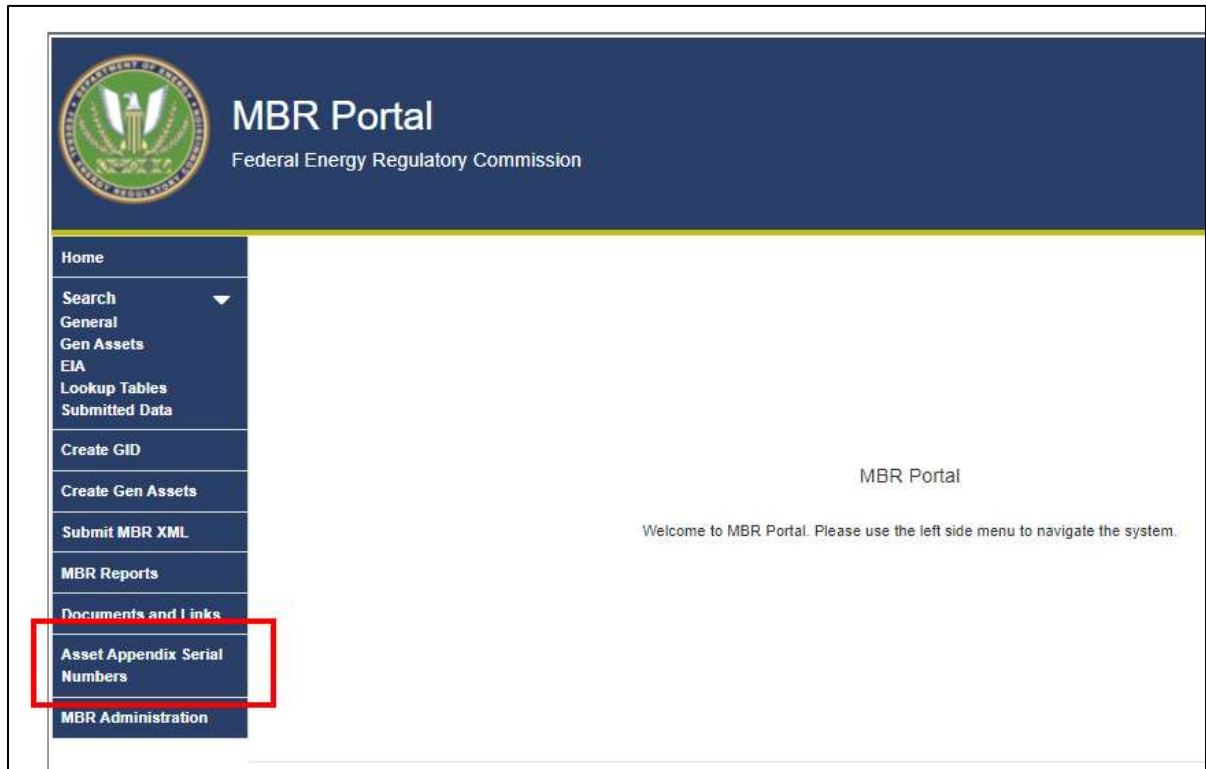 MBR Portal
Federal Energy Regulatory Commission
Home
Search
General
Gen Assets
EIA
Lookup Tables
Submitted Data
Create GID
Create Gen Assets
Submit MBR XML
MBR Reports
Documents and Links
Asset Appendix Serial
Numbers
MBR Administration
MBR Portal
Welcome to MBR Portal. Please use the left side menu to navigate the system.